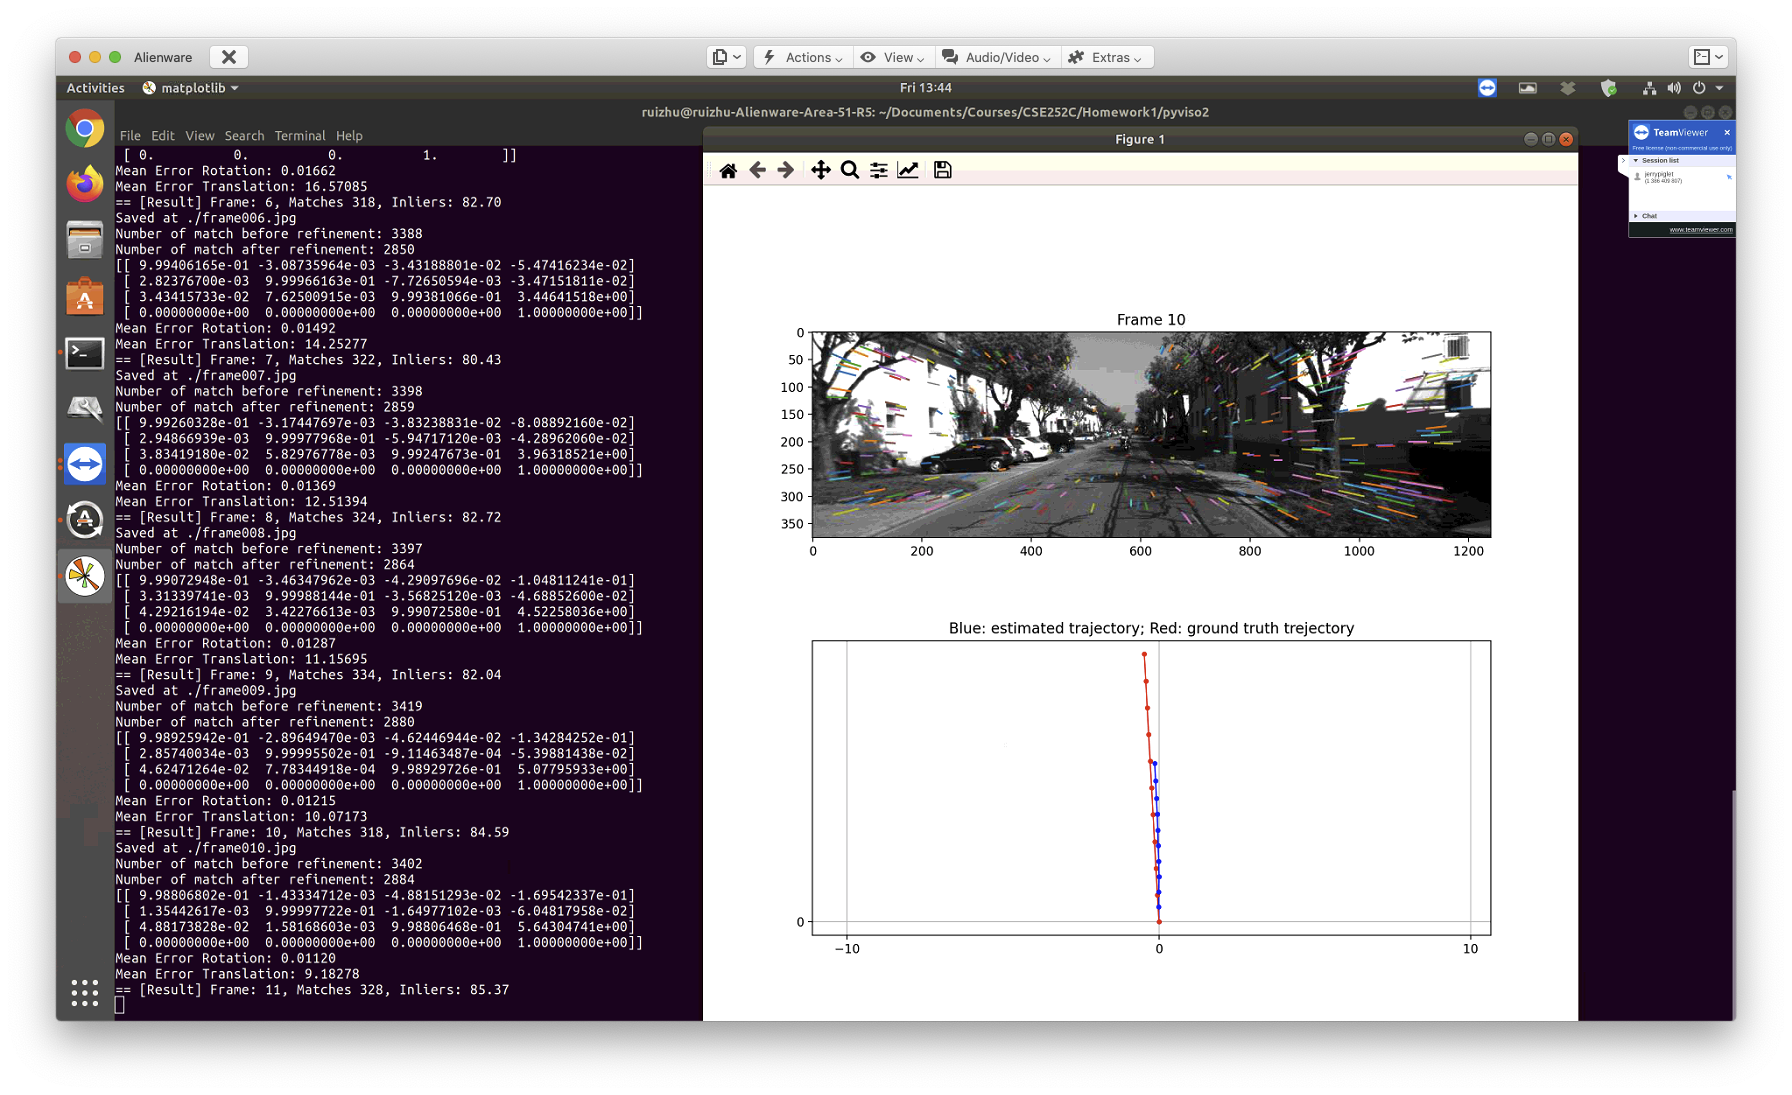 Alienware
Actions
View
Audio/Video
Extras
Activities
matplotlib
Fri 13:44
ruizhu@ruizhu-Alienware-Area-51-R5: ~/Documents/Courses/CSE252C/Homework1/pyviso2
File Edit View Search Terminal Help
[ 0. 0. 0. 1. ]]
Mean Error Rotation: 0.01662
Mean Error Translation: 16.57085
== [Result] Frame: 6, Matches 318, Inliers: 82.70
Saved at ./frame006.jpg
Number of match before refinement: 3388
Number of match after refinement: 2850
[[ 9.99406165e-01 -3.08735964e-03 -3.43188801e-02 -5.47416234e-02]
[ 2.82376700e-03 9.99966163e-01 -7.72650594e-03 -3.47151811e-02]
[ 3.43415733e-02 7.62500915e-03 9.99381066e-01 3.44641518e+00]
[ 0.00000000e+00 0.00000000e+00 0.00000000e+00 1.00000000e+00]]
Mean Error Rotation: 0.01492
Mean Error Translation: 14.25277
== [Result] Frame: 7, Matches 322, Inliers: 80.43
Saved at ./frame007.jpg
Number of match before refinement: 3398
Number of match after refinement: 2859
[[ 9.99260328e-01 -3.17447697e-03 -3.83238831e-02 -8.08892160e-02]
[ 2.94866939e-03 9.99977968e-01 -5.94717120e-03 -4.28962060e-02]
[ 3.83419180e-02 5.82976778e-03 9.99247673e-01 3.96318521e+00]
[ 0.00000000e+00 0.00000000e+00 0.00000000e+00 1.00000000e+00]]
Mean Error Rotation: 0.01369
Mean Error Translation: 12.51394
== [Result] Frame: 8, Matches 324, Inliers: 82.72
Saved at ./frame008.jpg
Number of match before refinement: 3397
Number of match after refinement: 2864
[[ 9.99072948e-01 -3.46347962e-03 -4.29097696e-02 -1.04811241e-01]
[ 3.31339741e-03 9.99988144e-01 -3.56825120e-03 -4.68852600e-02]
[ 4.29216194e-02 3.42276613e-03 9.99072580e-01 4.52258036e+00]
[ 0.00000000e+00 0.00000000e+00 0.00000000e+00 1.00000000e+00]]
Mean Error Rotation: 0.01287
Mean Error Translation: 11.15695
== [Result] Frame: 9, Matches 334, Inliers: 82.04
Saved at ./frame009.jpg
Number of match before refinement: 3419
Number of match after refinement: 2880
[[ 9.98925942e-01 -2.89649470e-03 -4.62446944e-02 -1.34284252e-01]
[ 2.85740034e-03 9.99995502e-01 -9.11463487e-04 -5.39881438e-02]
[ 4.62471264e-02 7.78344918e-04 9.98929726e-01 5.07795933e+00]
[ 0.00000000e+00 0.00000000e+00 0.00000000e+00 1.00000000e+00]]
Mean Error Rotation: 0.01215
Mean Error Translation: 10.07173
== [Result] Frame: 10, Matches 318, Inliers: 84.59
Saved at ./frame010.jpg
Number of match before refinement: 3402
Number of match after refinement: 2884
[[ 9.98806802e-01 -1.43334712e-03 -4.88151293e-02 -1.69542337e-01]
[ 1.35442617e-03 9.99997722e-01 -1.64977102e-03 -6.04817958e-02]
[ 4.88173828e-02 1.58168603e-03 9.98806468e-01 5.64304741e+00]
[ 0.00000000e+00 0.00000000e+00 0.00000000e+00 1.00000000e+00]]
Mean Error Rotation: 0.01120
Mean Error Translation: 9.18278
== [Result] Frame: 11, Matches 328, Inliers: 85.37
Figure 1
Frame 10
0
50
100
150
200
250
300
350
0 200 400 600 800 1000 1200
Blue: estimated trajectory; Red: ground truth trejectory
0
−10 0 10
TeamViewer
Free license (non-commercial use only)
Session list
jerrypiglet
(1 386 409 807)
Chat
www.teamviewer.com